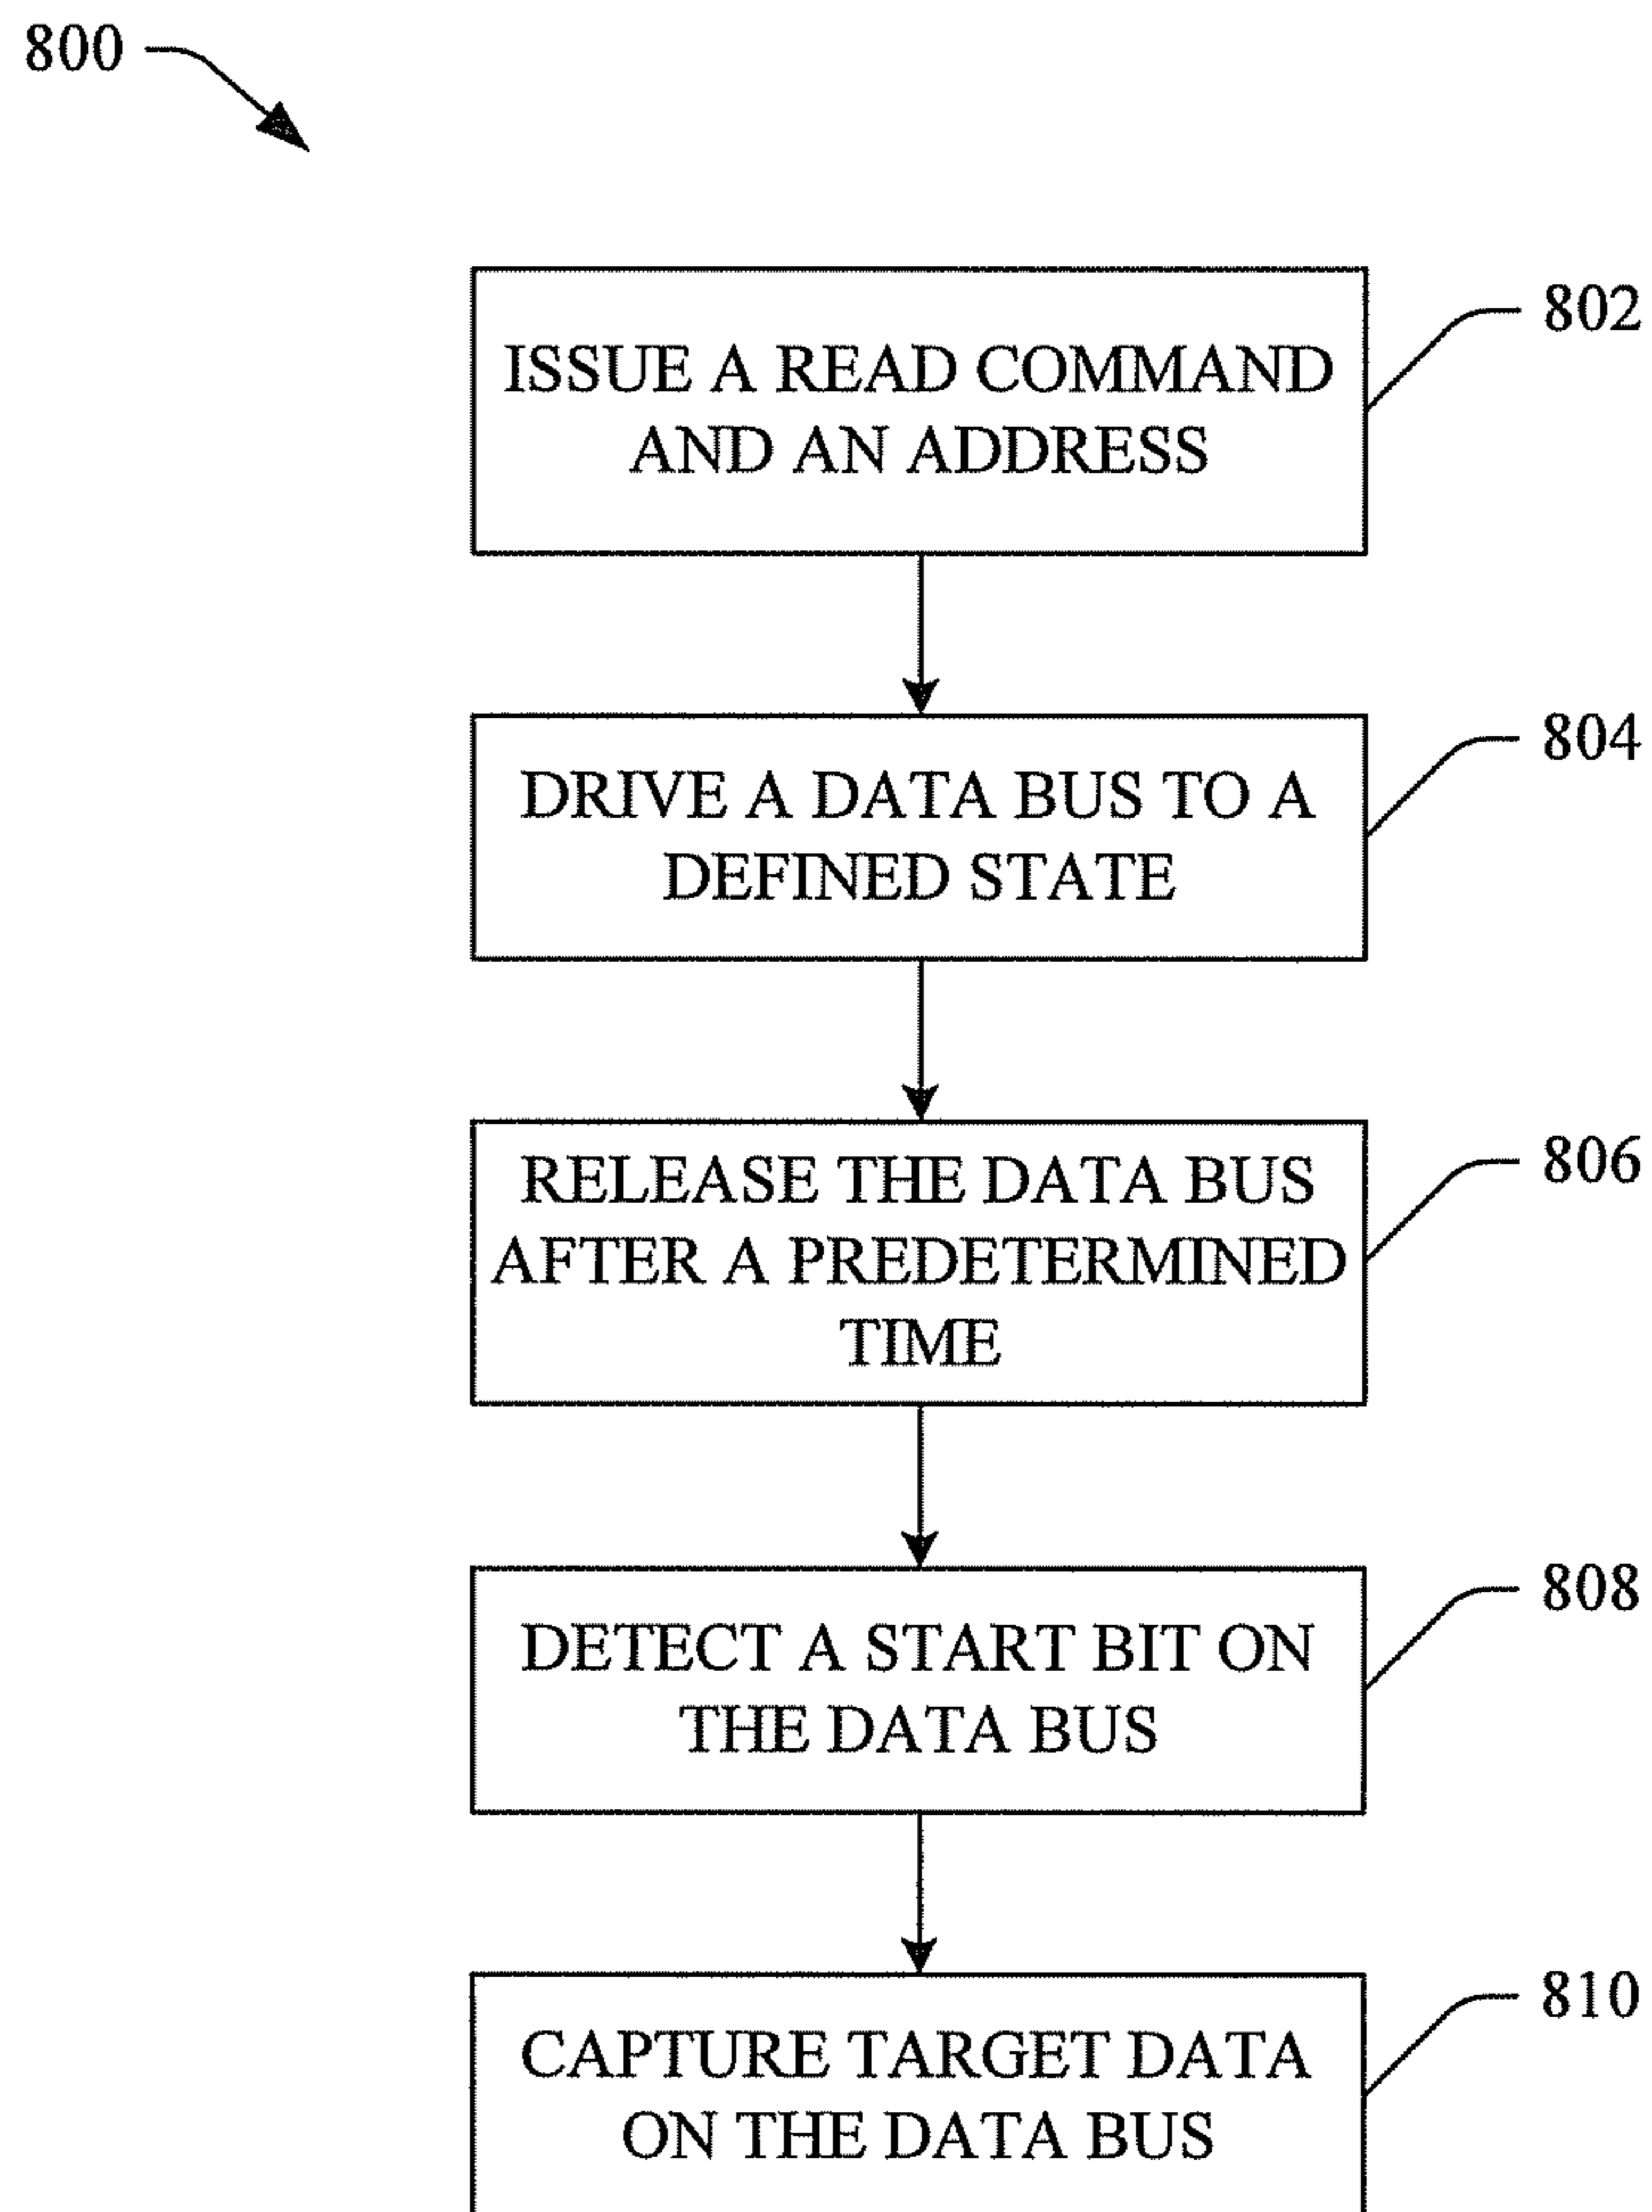 800
802
ISSUE A READ COMMAND
AND AN ADDRESS
804
DRIVE A DATA BUS TO A
DEFINED STATE
806
RELEASE THE DATA BUS
AFTER A PREDETERMINED
TIME
808
DETECT A START BIT ON
THE DATA BUS
810
CAPTURE TARGET DATA
ON THE DATA BUS